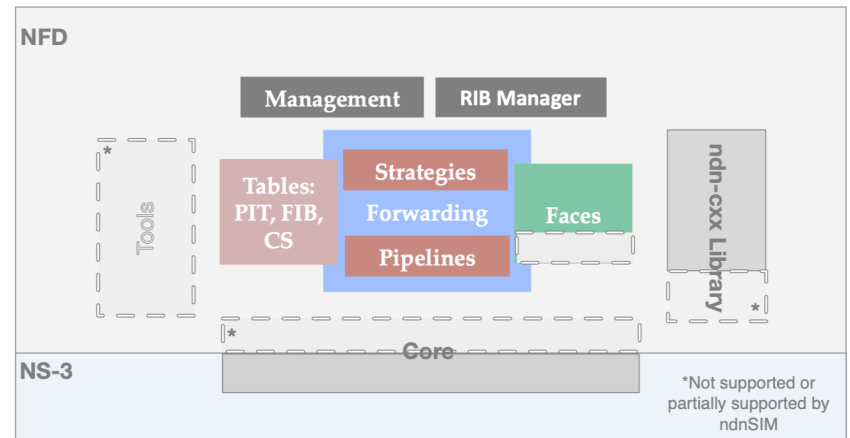 NFD
Management
RIB Manager
*
Tools
Tables:
PIT, FIB,
CS
Strategies
Forwarding
Pipelines
Faces
ndn-cxx Library
*
*
Core
NS-3
*Not supported or
partially supported by
ndnSIM